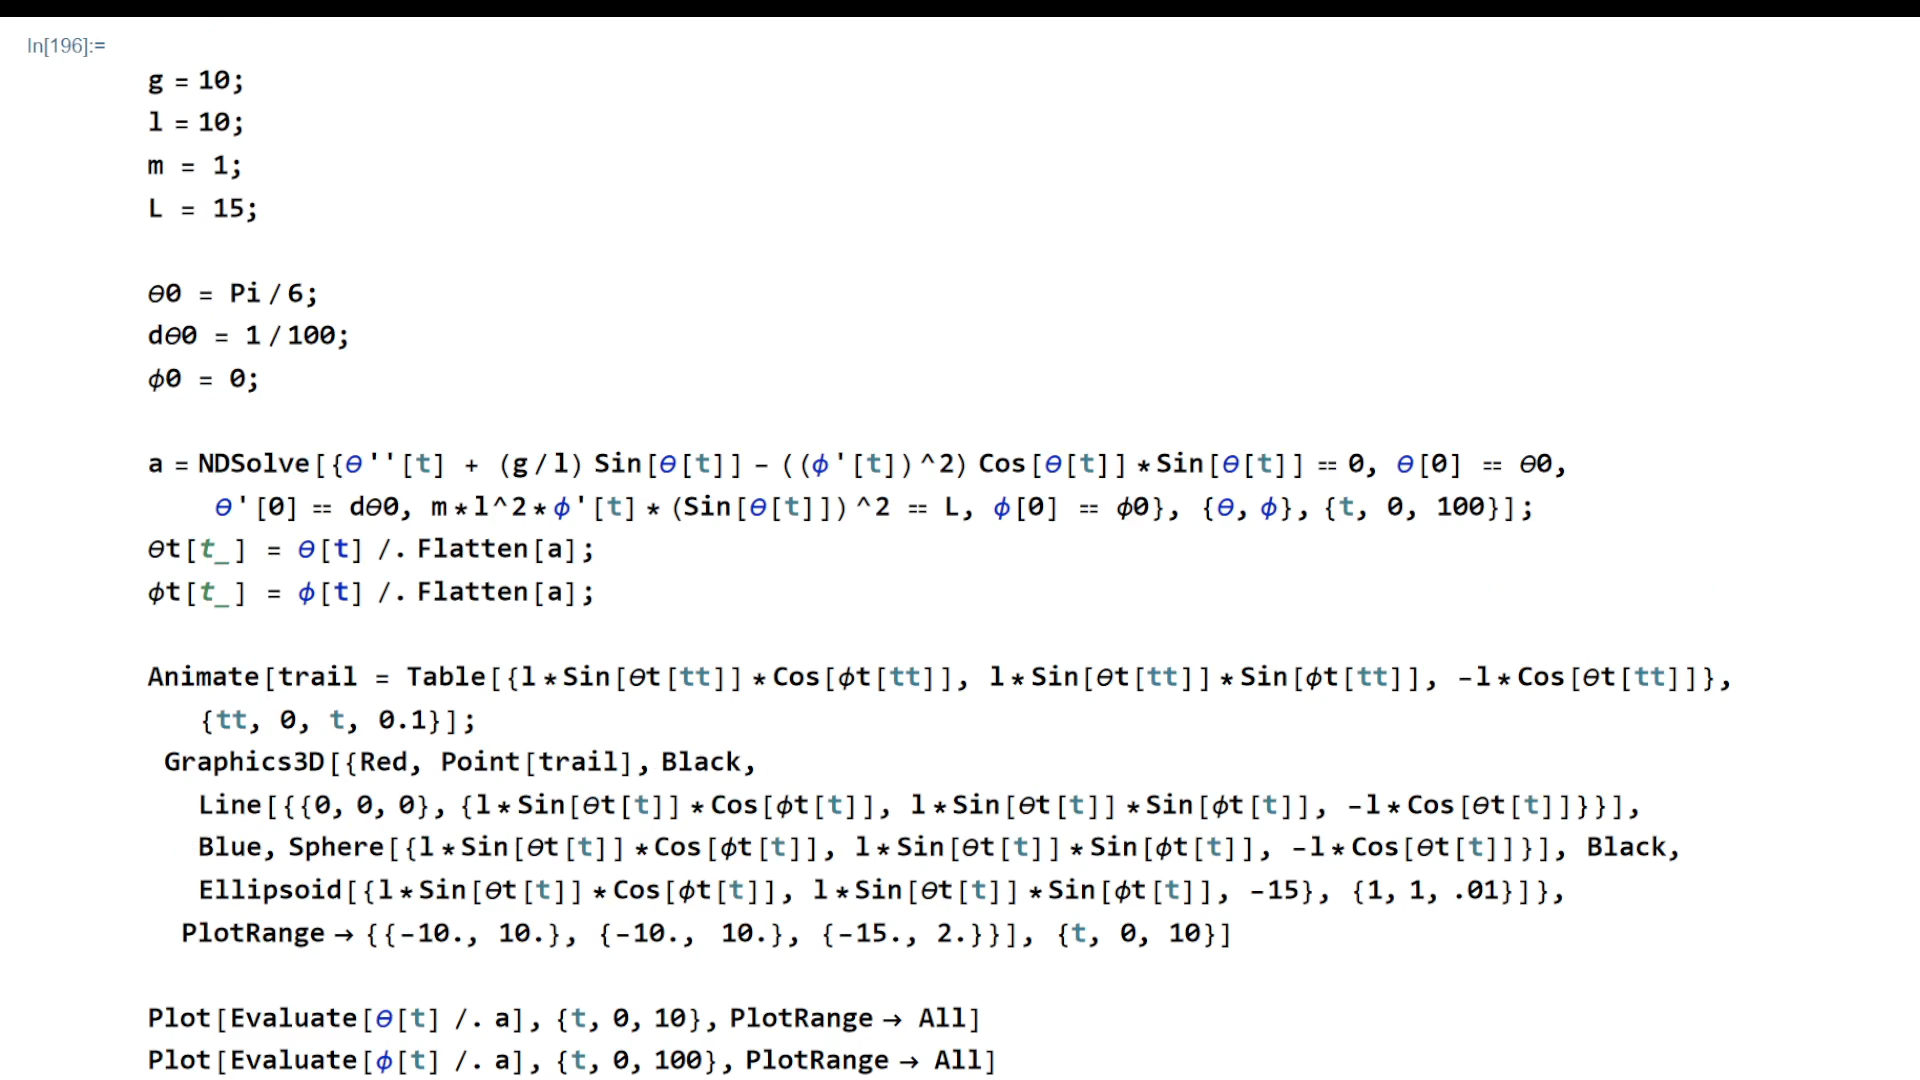 In[196]:=
g = 10;
l = 10;
m = 1;
L = 15;
θ0 = Pi / 6;
dθ0 = 1 / 100;
ϕ0 = 0;
a = NDSolve[{θ''[t] + (g / l) Sin[θ[t]] - ((ϕ'[t])^2) Cos[θ[t]] * Sin[θ[t]] == 0, θ[0] == θ0,
θ'[0] == dθ0, m * l^2 * ϕ'[t] * (Sin[θ[t]])^2 == L, ϕ[0] == ϕ0}, {θ, ϕ}, {t, 0, 100}];
θt[t_] = θ[t] /. Flatten[a];
ϕt[t_] = ϕ[t] /. Flatten[a];
Animate[trail = Table[{l * Sin[θt[tt]] * Cos[ϕt[tt]], l * Sin[θt[tt]] * Sin[ϕt[tt]], -l * Cos[θt[tt]]},
{tt, 0, t, 0.1}];
Graphics3D[{Red, Point[trail], Black,
Line[{{0, 0, 0}, {l * Sin[θt[t]] * Cos[ϕt[t]], l * Sin[θt[t]] * Sin[ϕt[t]], -l * Cos[θt[t]]}}],
Blue, Sphere[{l * Sin[θt[t]] * Cos[ϕt[t]], l * Sin[θt[t]] * Sin[ϕt[t]], -l * Cos[θt[t]]}], Black,
Ellipsoid[{l * Sin[θt[t]] * Cos[ϕt[t]], l * Sin[θt[t]] * Sin[ϕt[t]], -15}, {1, 1, .01}]},
PlotRange → {{-10., 10.}, {-10., 10.}, {-15., 2.}}], {t, 0, 10}]
Plot[Evaluate[θ[t] /. a], {t, 0, 10}, PlotRange → All]
Plot[Evaluate[ϕ[t] /. a], {t, 0, 100}, PlotRange → All]